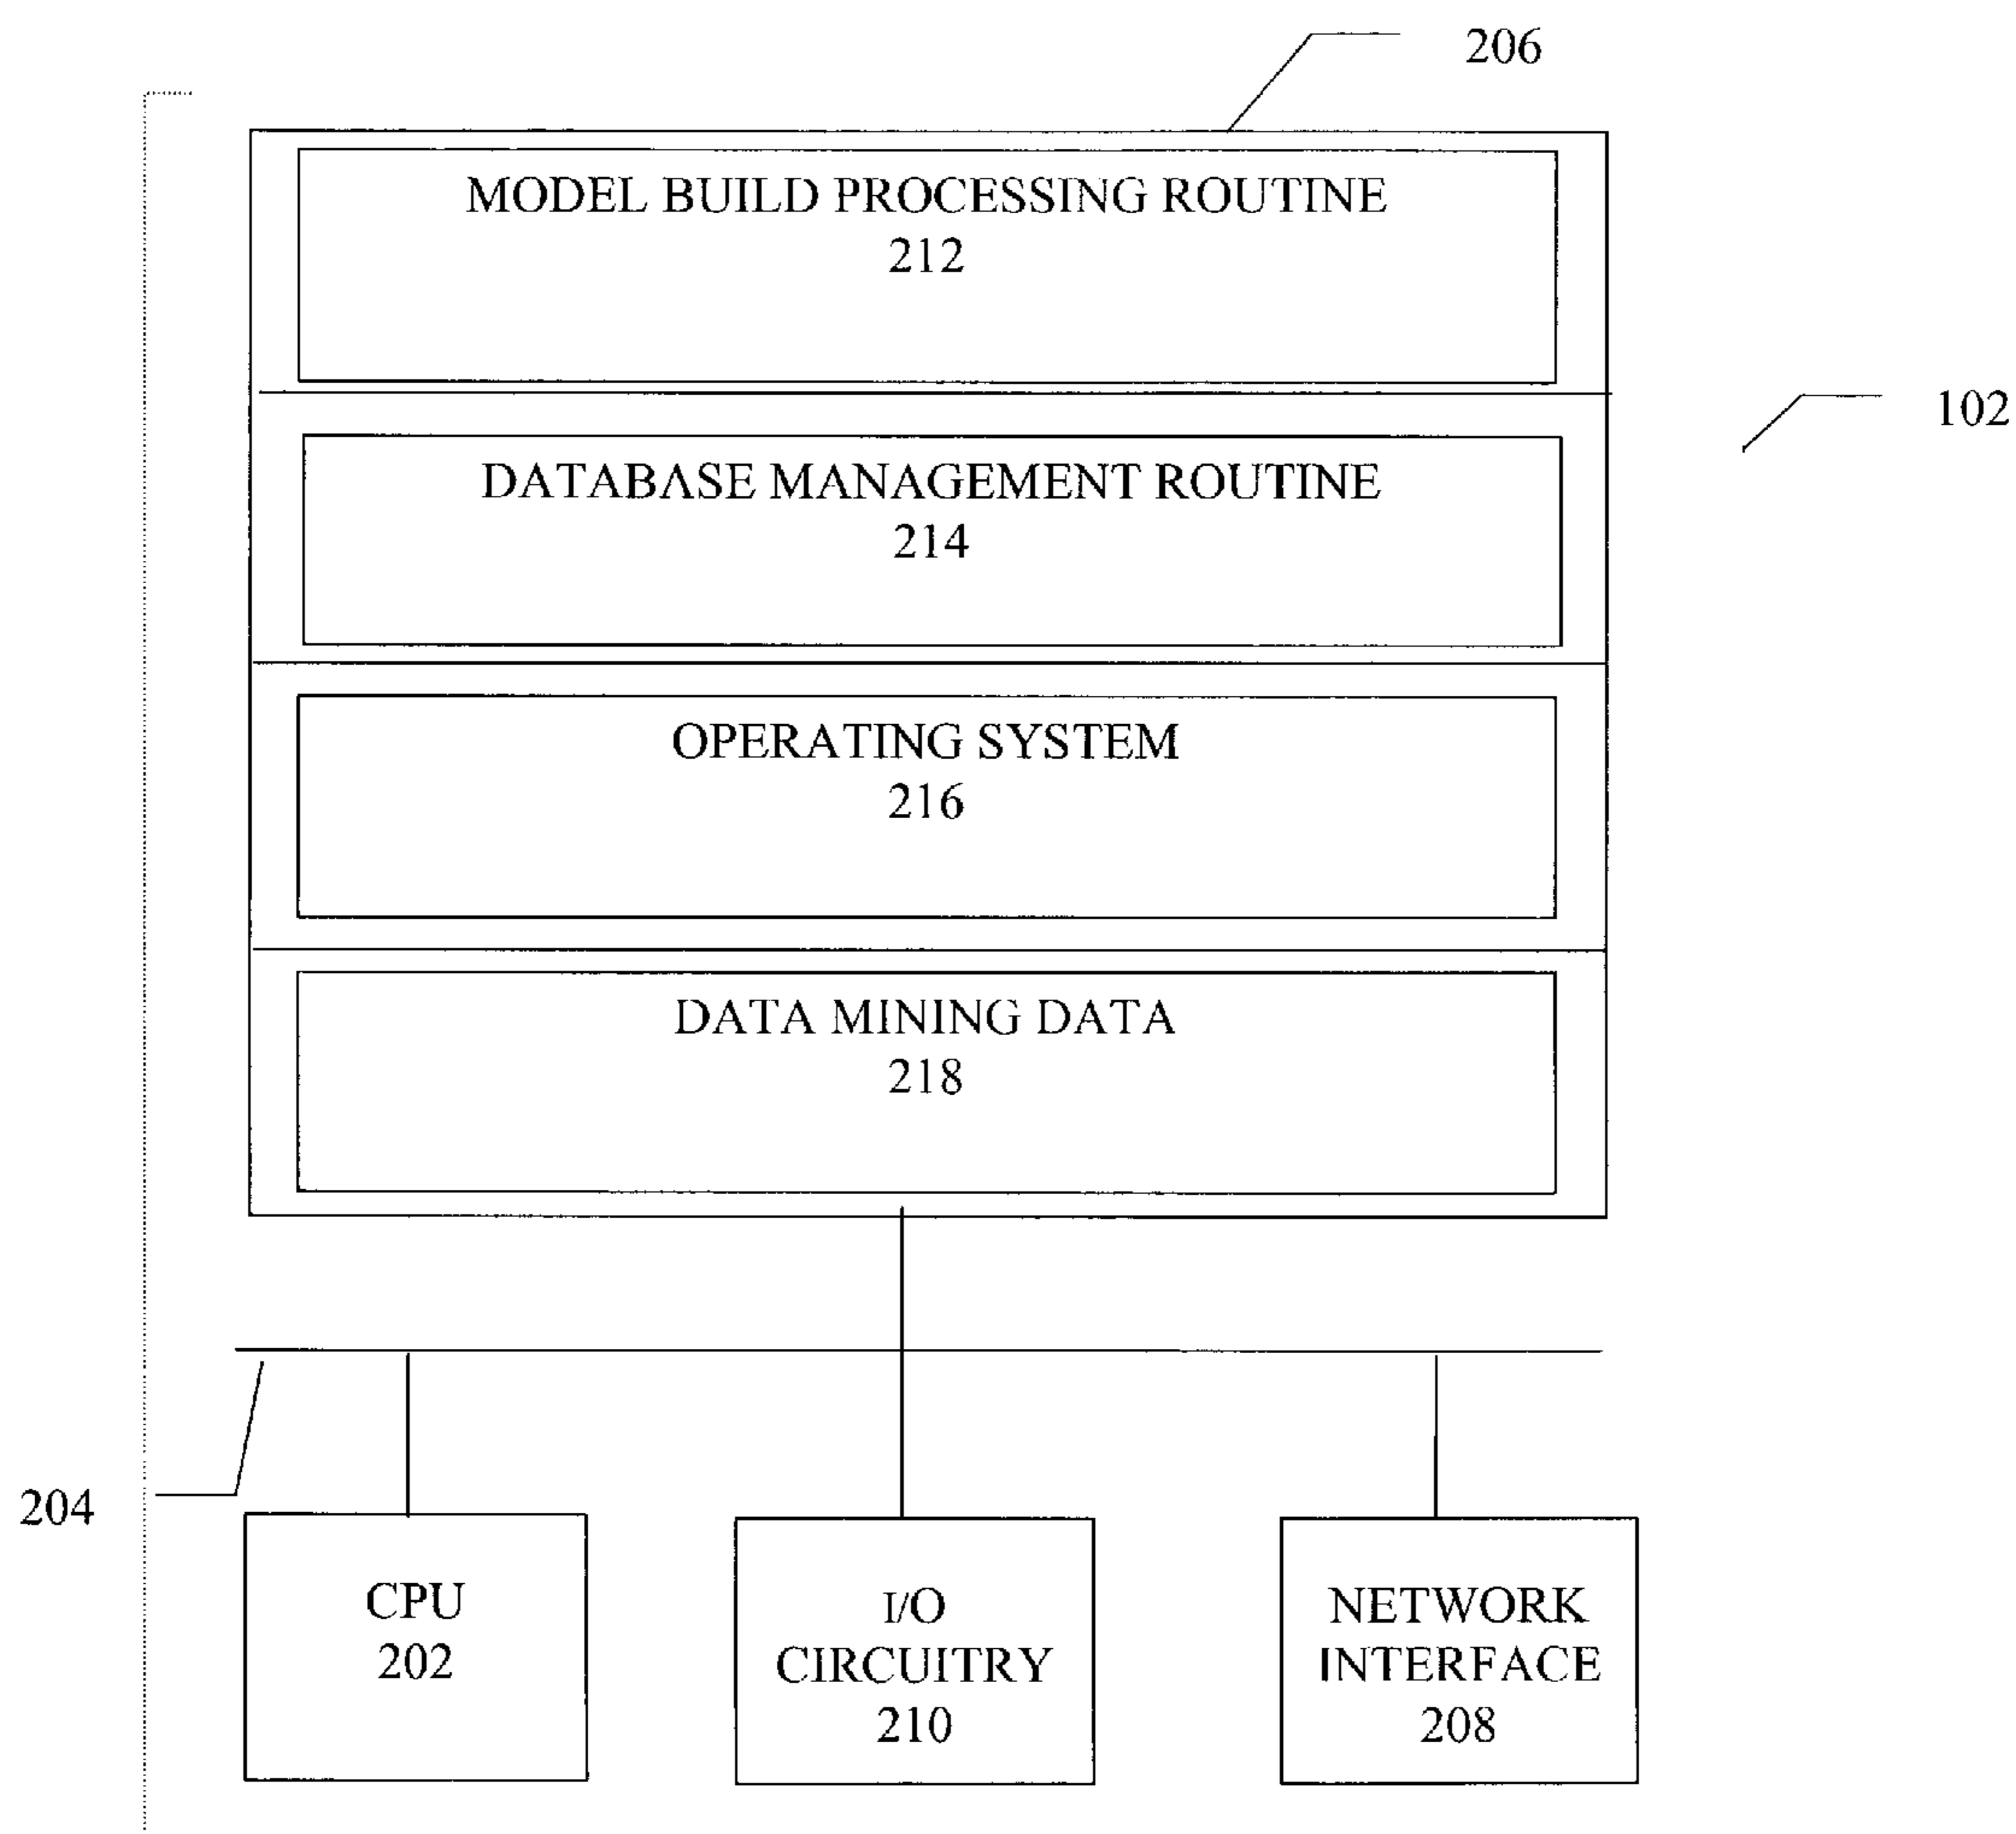 206
MODEL BUILD PROCESSING ROUTINE
212
102
DATABASE MANAGEMENT ROUTINE
214
OPERATING SYSTEM
216
DATA MINING DATA
218
204
CPU
202
I/O
CIRCUITRY
210
NETWORK
INTERFACE
208